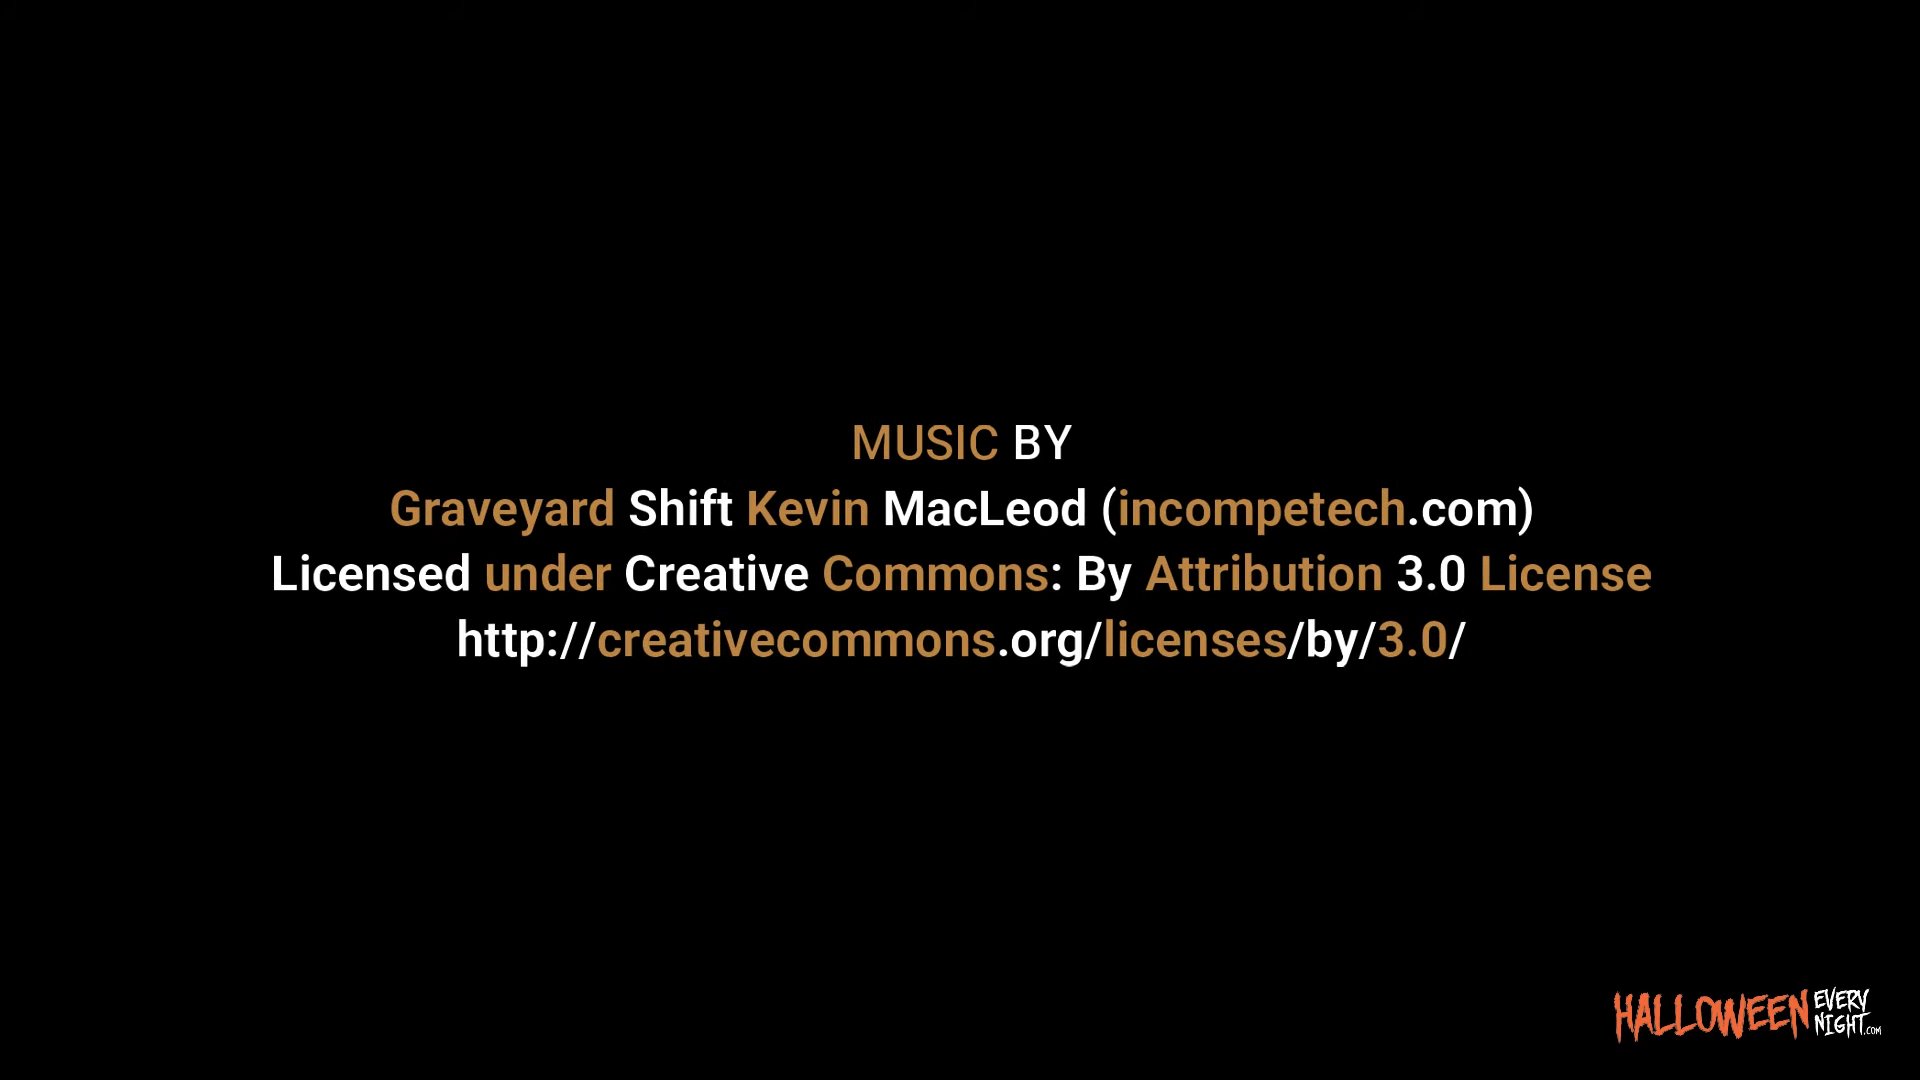 MUSIC BY
Graveyard Shift Kevin MacLeod (incompetech.com)
Licensed under Creative Commons: By Attribution 3.0 License
http://creativecommons.org/licenses/by/3.0/
HALLOWEEN EVERY NIGHT.COM